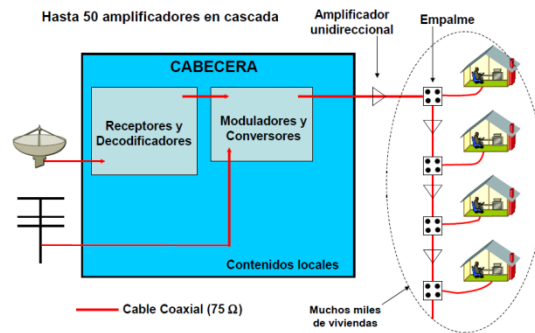 Hasta 50 amplificadores en cascada
Amplificador
unidireccional
Empalme
CABECERA
Receptores y
Decodificadores
Moduladores y
Conversores
Contenidos locales
Cable Coaxial (75 Ω)
Muchos miles
de viviendas